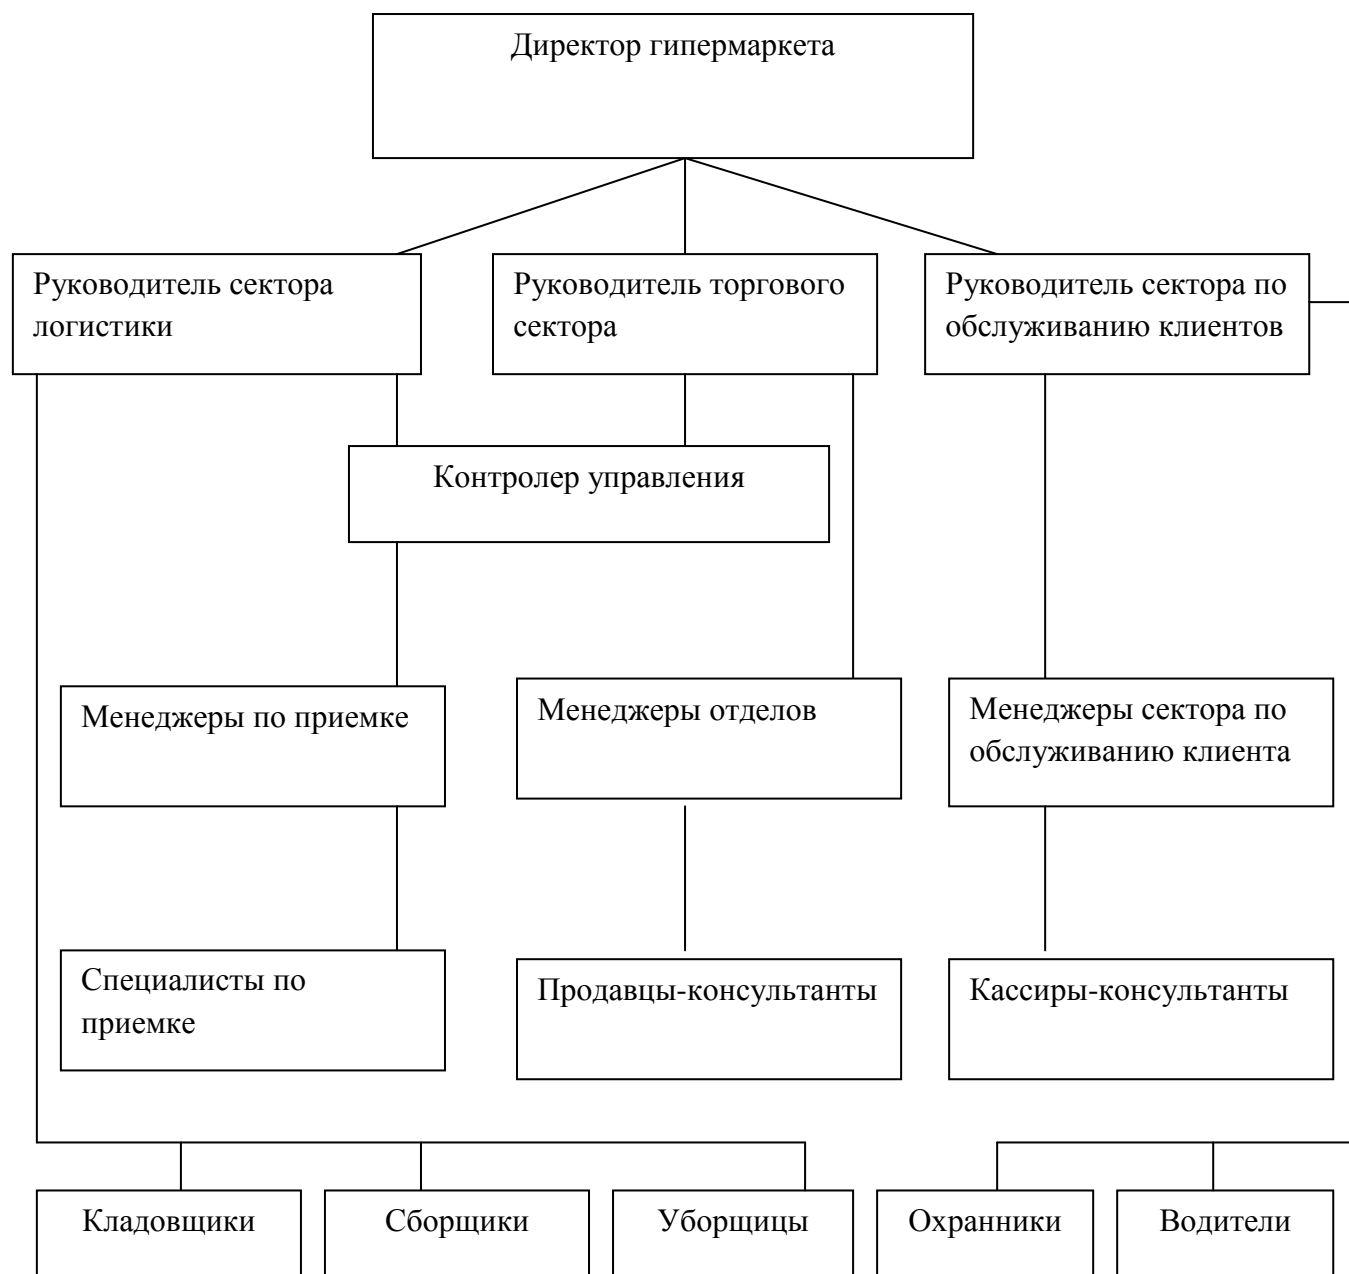 Директор гипермаркета
Руководитель сектора
логистики
Руководитель торгового
сектора
Руководитель сектора по
обслуживанию клиентов
Контролер управления
Менеджеры по приемке
Менеджеры отделов
Менеджеры сектора по
обслуживанию клиента
Специалисты по
приемке
Продавцы-консультанты
Кассиры-консультанты
Кладовщики
Сборщики
Уборщицы
Охранники
Водители